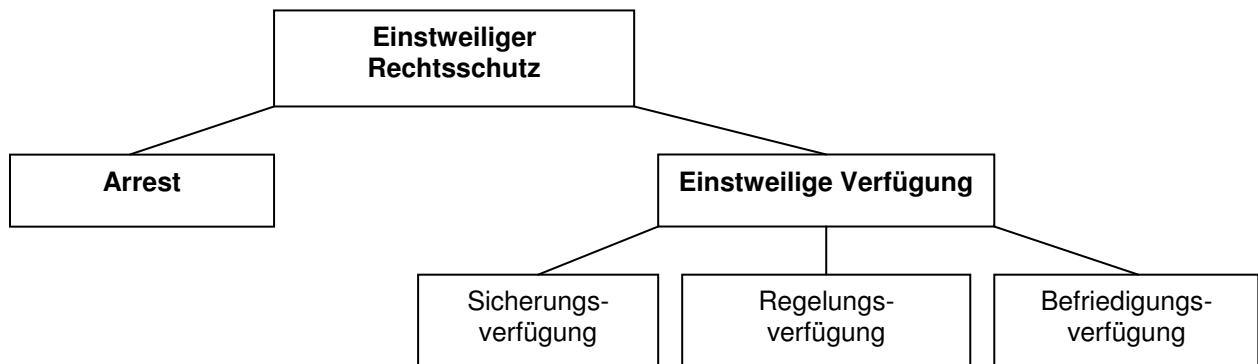 Einstweiliger
Rechtsschutz
Arrest
Einstweilige Verfügung
Sicherungs-
verfügung
Regelungs-
verfügung
Befriedigungs-
verfügung